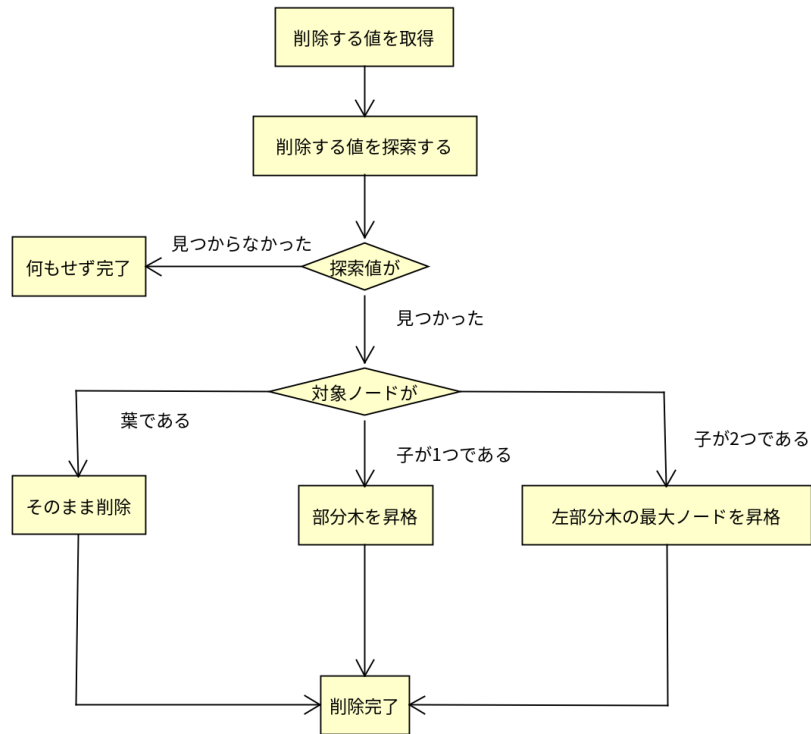 削除する値を取得
削除する値を探索する
見つからなかった
何もせず完了
探索値が
見つかった
対象ノードが
葉である
子が1つである
子が2つである
そのまま削除
部分木を昇格
左部分木の最大ノードを昇格
削除完了